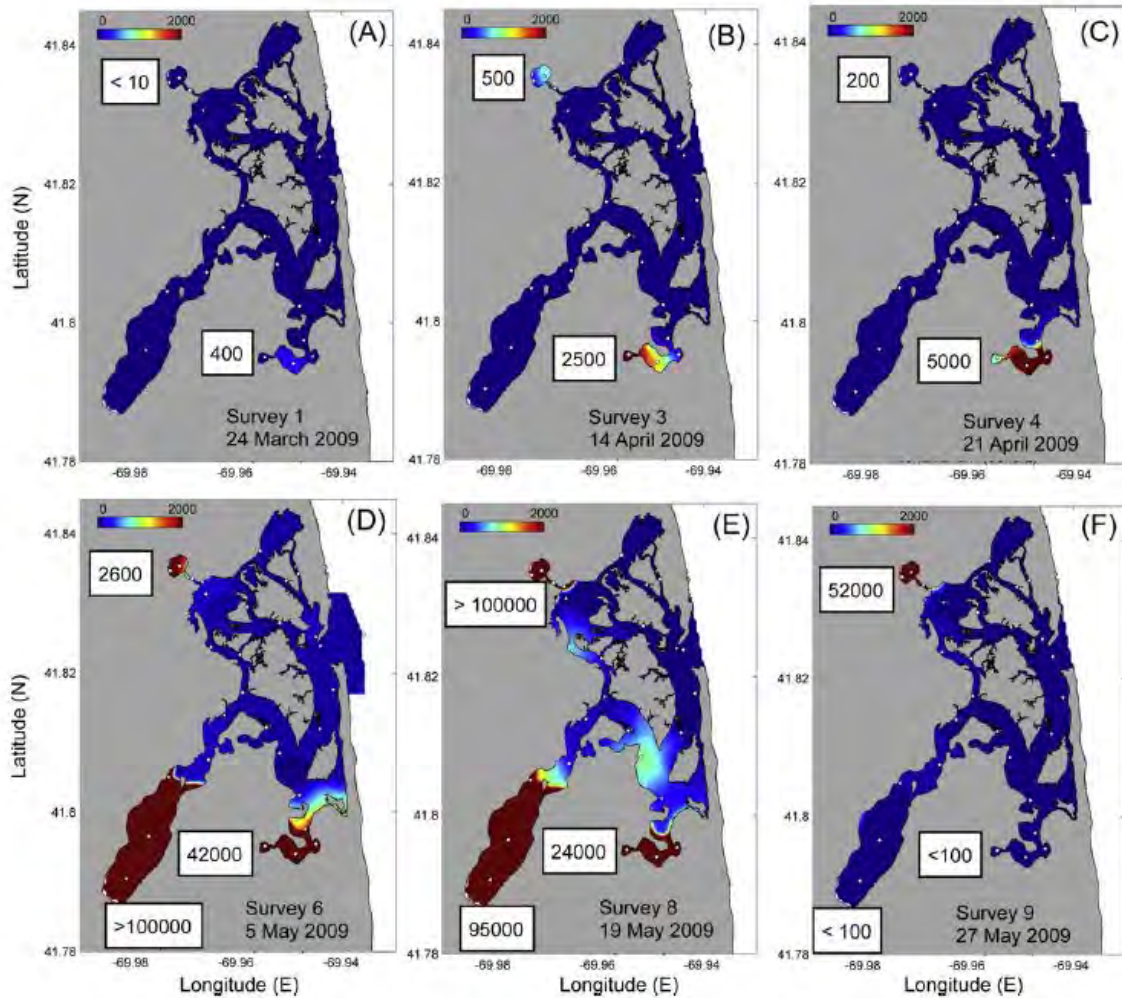 0 2000
(A)
41.84
< 10
41.82
Latitude (N)
41.8
400
Survey 1
24 March 2009
41.78
-69.98 -69.96 -69.94
0 2000
(B)
41.84
500
41.82
41.8
2500
Survey 3
14 April 2009
41.78
-69.98 -69.96 -69.94
0 2000
(C)
41.84
200
41.82
41.8
5000
Survey 4
21 April 2009
41.78
-69.98 -69.96 -69.94
0 2000
(D)
41.84
2600
41.82
Latitude (N)
41.8
42000
>100000
Survey 6
5 May 2009
41.78
-69.98 -69.96 -69.94
Longitude (E)
0 2000
(E)
41.84
> 100000
41.82
41.8
24000
95000
Survey 8
19 May 2009
41.78
-69.98 -69.96 -69.94
Longitude (E)
0 2000
(F)
41.84
52000
41.82
41.8
<100
< 100
Survey 9
27 May 2009
41.78
-69.98 -69.96 -69.94
Longitude (E)